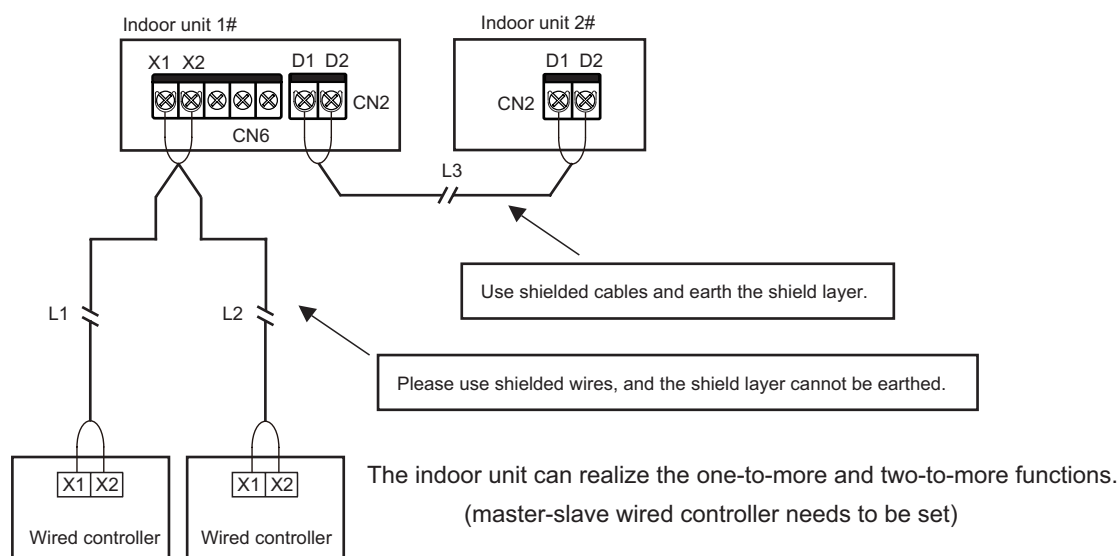 Indoor unit 1#
Indoor unit 2#
X1 X2
D1 D2
D1 D2
CN2
CN2
CN6
L3
Use shielded cables and earth the shield layer.
L1
L2
Please use shielded wires, and the shield layer cannot be earthed.
The indoor unit can realize the one-to-more and two-to-more functions.
(master-slave wired controller needs to be set)
X1 X2
X1 X2
Wired controller
Wired controller